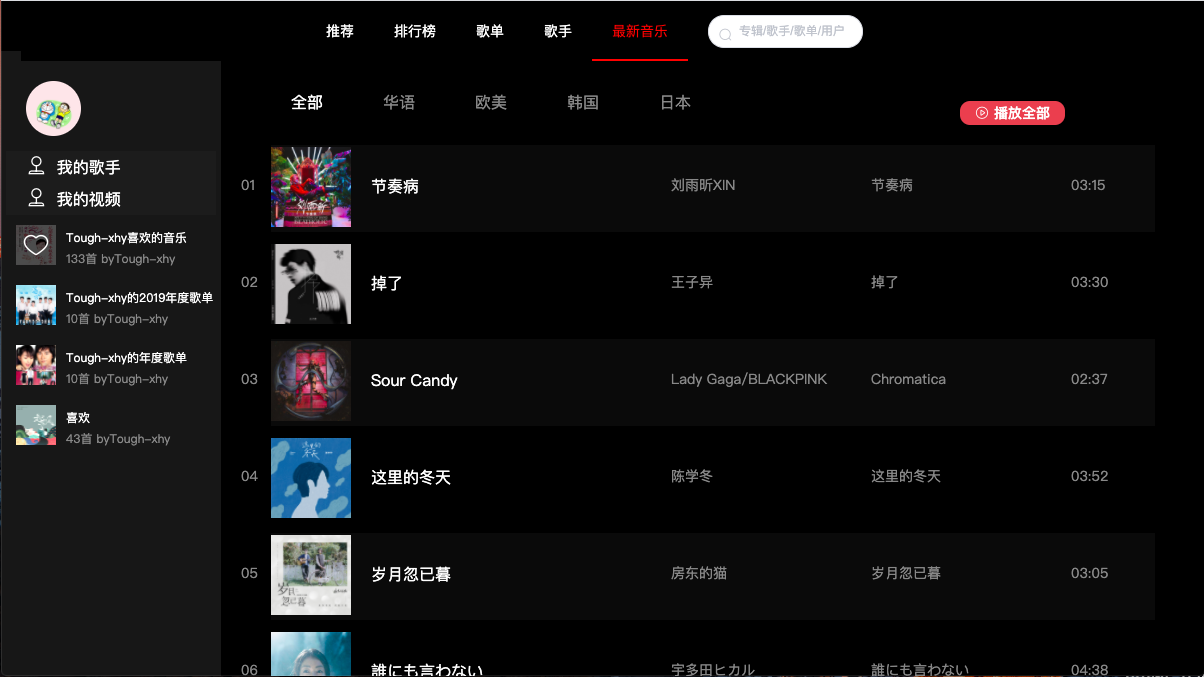 推荐 排行榜 歌单 歌手 最新音乐 专辑/歌手/歌单/用户
全部 华语 欧美 韩国 日本
播放全部
我的歌手
我的视频
Tough-xhy喜欢的音乐
133首 byTough-xhy
Tough-xhy的2019年度歌单
10首 byTough-xhy
Tough-xhy的年度歌单
10首 byTough-xhy
喜欢
43首 byTough-xhy
01 节奏病 刘雨昕XIN 节奏病 03:15
02 掉了 王子异 掉了 03:30
03 Sour Candy Lady Gaga/BLACKPINK Chromatica 02:37
04 这里的冬天 陈学冬 这里的冬天 03:52
05 岁月忽已暮 房东的猫 岁月忽已暮 03:05
06 誰にも言わない 宇多田ヒカル 誰にも言わない 04:38